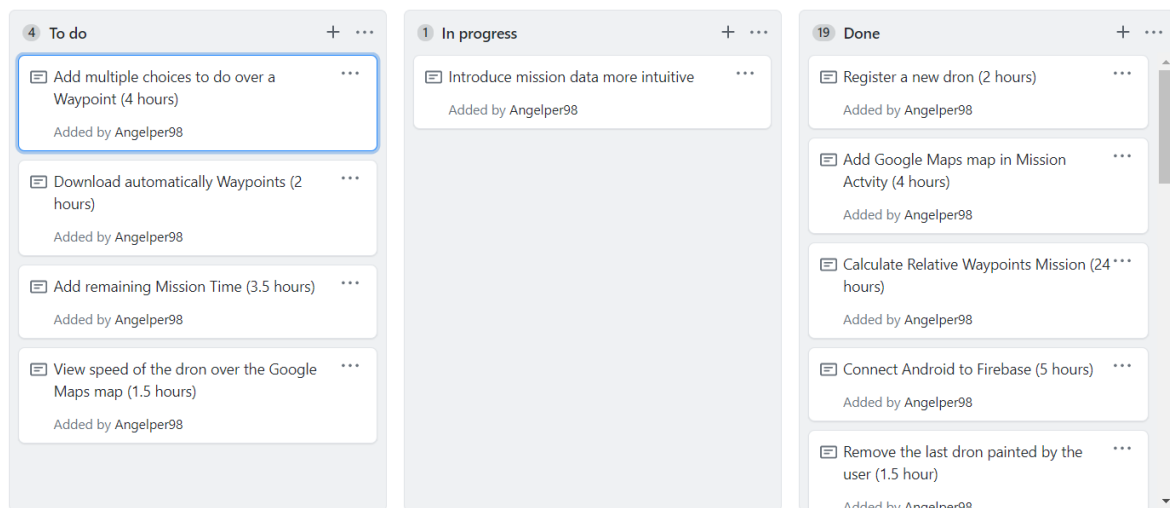 4 To do
Add multiple choices to do over a
Waypoint (4 hours)
Added by Angelper98
Download automatically Waypoints (2
hours)
Added by Angelper98
Add remaining Mission Time (3.5 hours)
Added by Angelper98
View speed of the dron over the Google
Maps map (1.5 hours)
Added by Angelper98
1 In progress
Introduce mission data more intuitive
Added by Angelper98
19 Done
Register a new dron (2 hours)
Added by Angelper98
Add Google Maps map in Mission
Actvity (4 hours)
Added by Angelper98
Calculate Relative Waypoints Mission (24
hours)
Added by Angelper98
Connect Android to Firebase (5 hours)
Added by Angelper98
Remove the last dron painted by the
user (1.5 hour)
Added by Angelper98